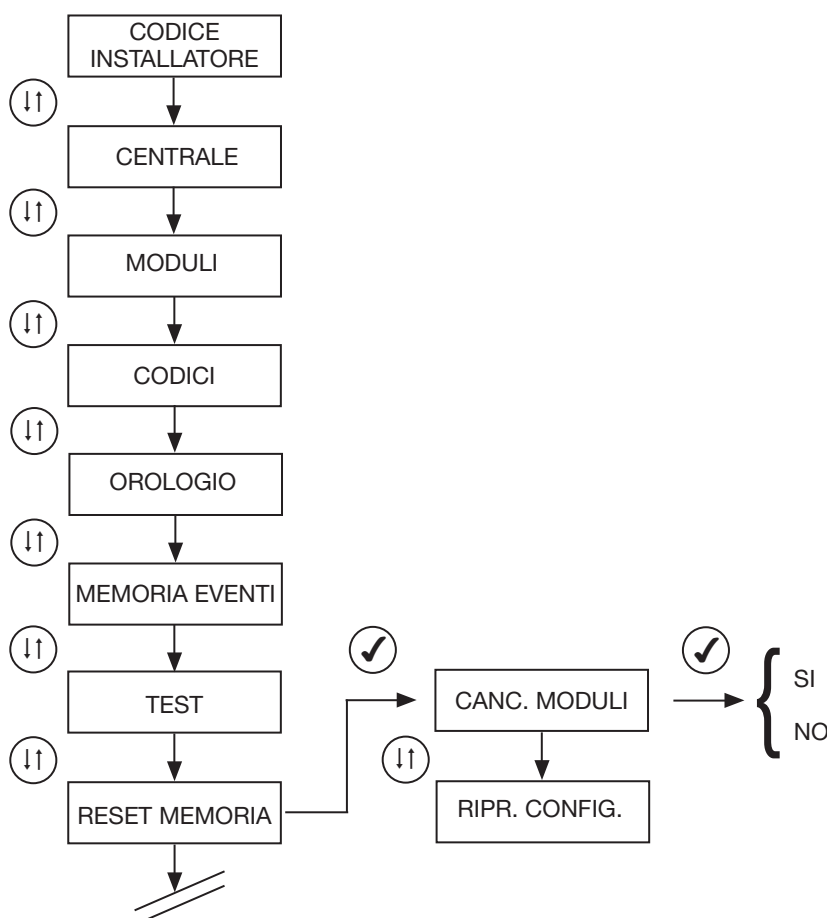 CODICE
INSTALLATORE
CENTRALE
MODULI
CODICI
OROLOGIO
MEMORIA EVENTI
TEST
RESET MEMORIA
CANC. MODULI
RIPR. CONFIG.
SI
NO